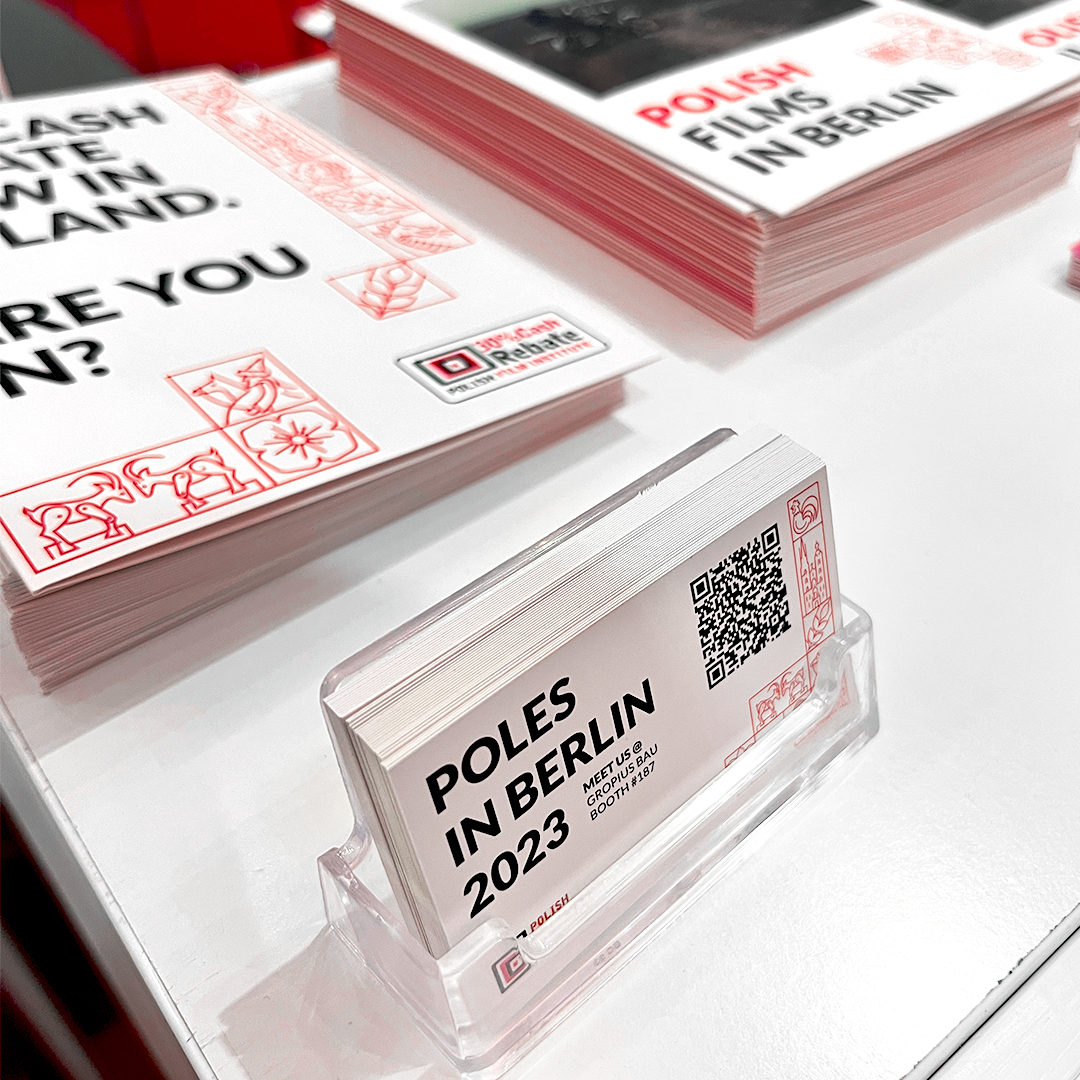 CASH
ATE
W IN
LAND.
RE YOU
N?
30% Cash
Rebate
POLISH FILM INSTITUTE
POLISH
FILMS
IN BERLIN
POLES
IN BERLIN
2023
MEET US @
GROPIUS BAU
BOOTH #187
POLISH